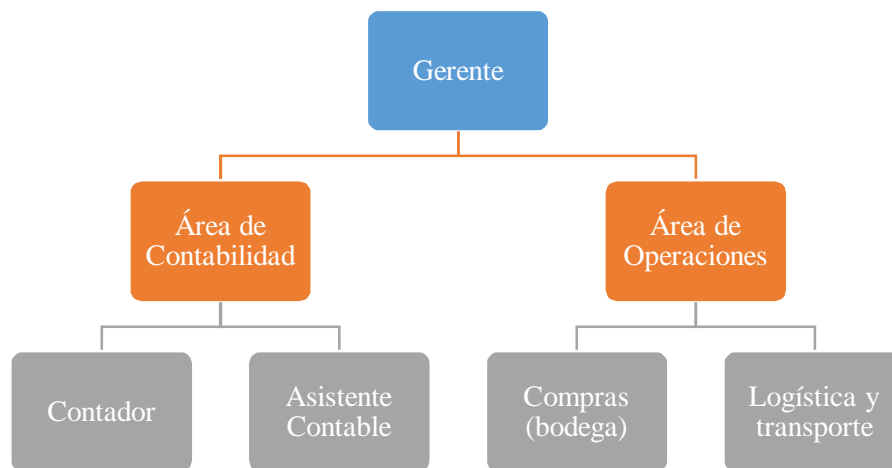 Gerente
Área de
Contabilidad
Área de
Operaciones
Contador
Asistente
Contable
Compras
(bodega)
Logística y
transporte